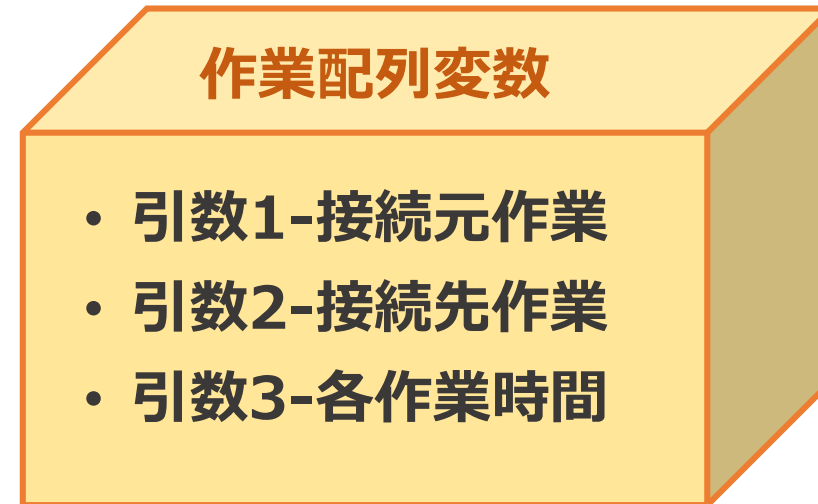 作業配列変数
• 引数1-接続元作業
• 引数2-接続先作業
• 引数3-各作業時間